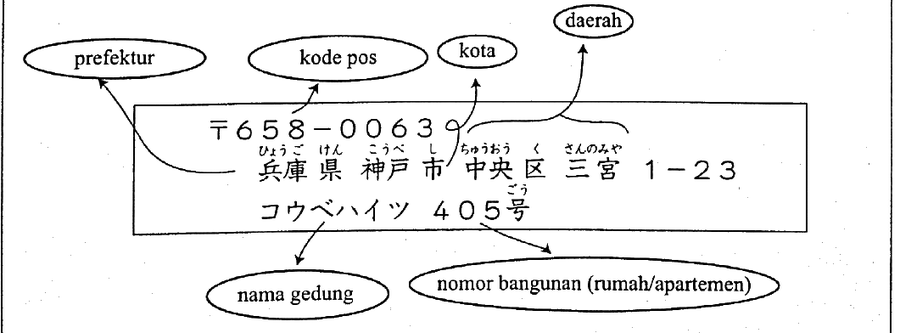 daerah
prefektur
kode pos
kota
〒658-0063
ひょうご けん こうべ し ちゅうおう く さんのみや
兵庫県 神戸市 中央区 三宮 1-23
ごう
コウベハイツ 405号
nama gedung
nomor bangunan (rumah/apartemen)